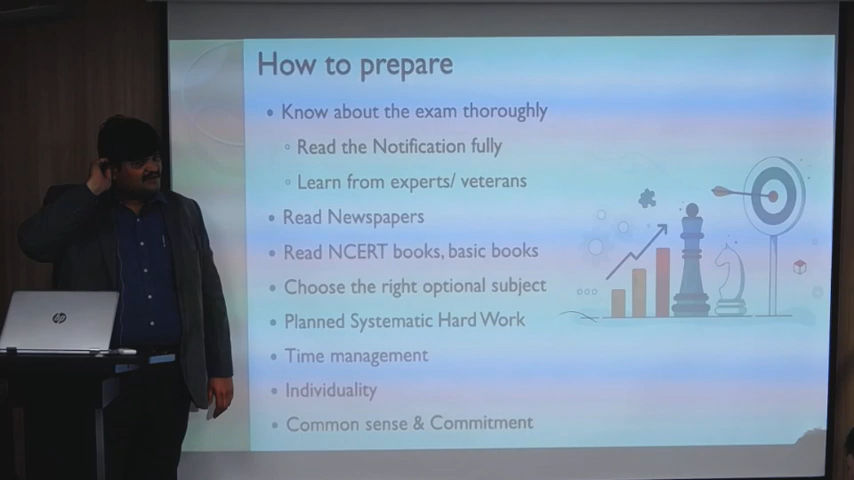 How to prepare
• Know about the exam thoroughly
◦ Read the Notification fully
◦ Learn from experts/ veterans
• Read Newspapers
• Read NCERT books, basic books
• Choose the right optional subject
• Planned Systematic Hard Work
• Time management
• Individuality
• Common sense & Commitment
hp